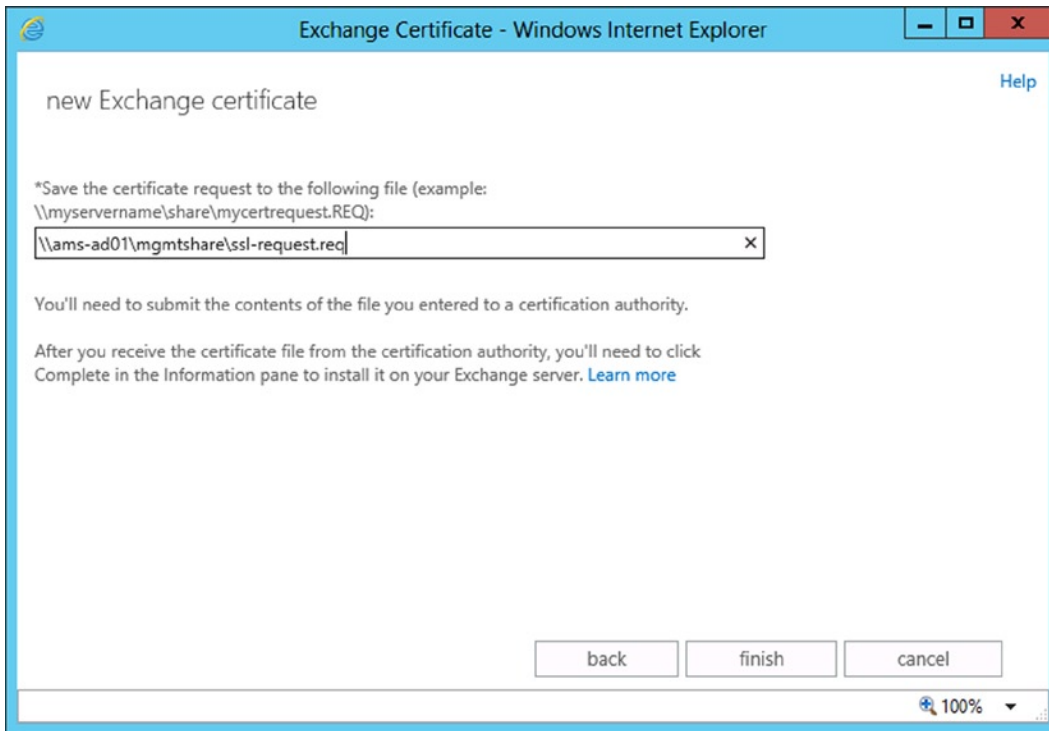 Exchange Certificate - Windows Internet Explorer
Help
new Exchange certificate
*Save the certificate request to the following file (example:
\\myservername\share\mycertrequest.REQ):
\\ams-ad01\mgmtshare\ssl-request.req
You'll need to submit the contents of the file you entered to a certification authority.
After you receive the certificate file from the certification authority, you'll need to click
Complete in the Information pane to install it on your Exchange server. Learn more
back finish cancel
100%